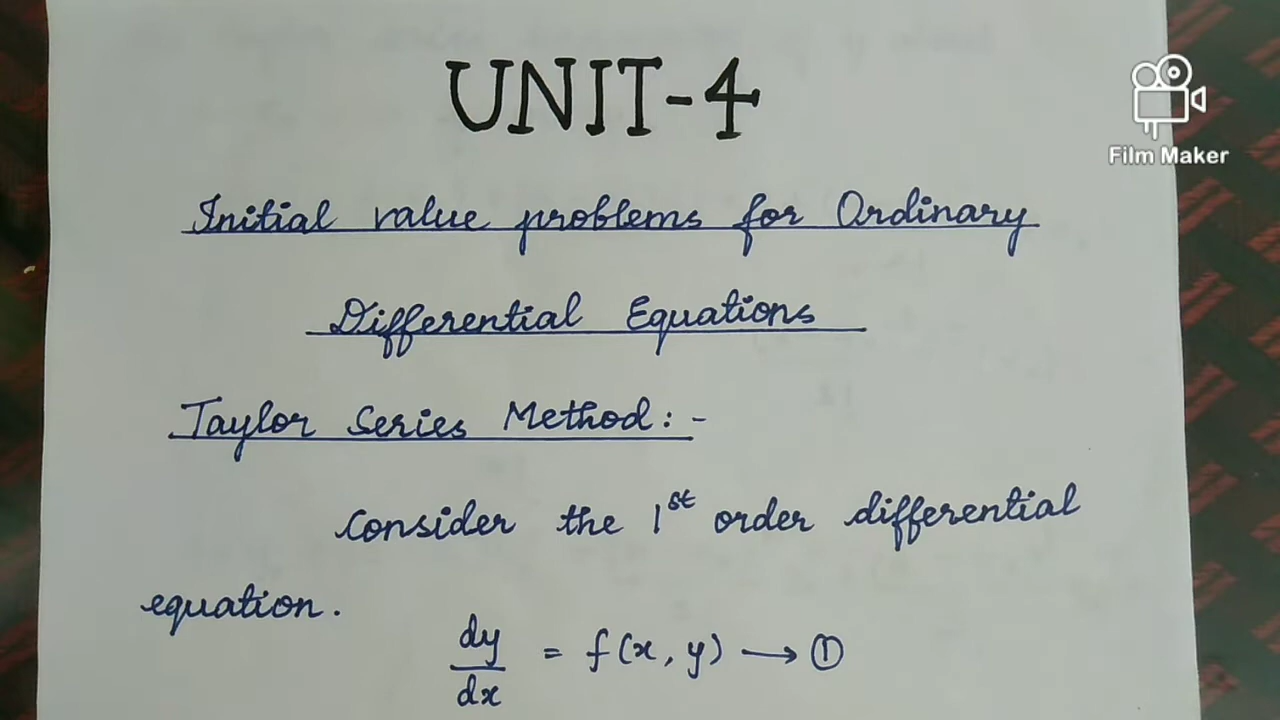 UNIT-4
Film Maker
Initial value problems for Ordinary
Differential Equations
Taylor Series Method:-
Consider the 1st order differential
equation.
dy/dx = f(x, y) → ①